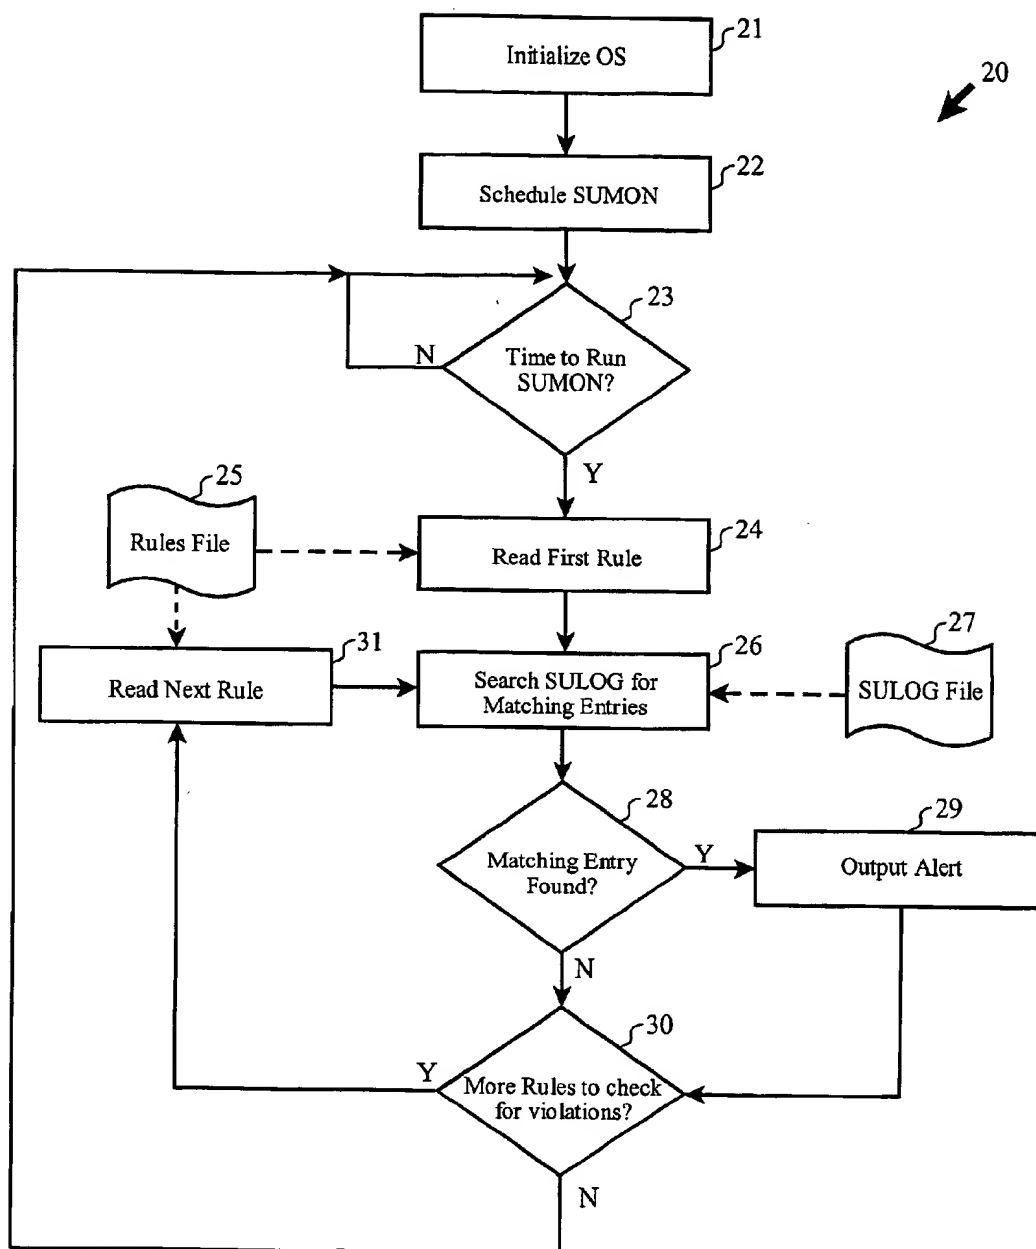 21
Initialize OS
20
22
Schedule SUMON
23
Time to Run
SUMON?
N
Y
25
Rules File
24
Read First Rule
31
Read Next Rule
26
Search SULOG for
Matching Entries
27
SULOG File
28
Matching Entry
Found?
Y
29
Output Alert
N
30
More Rules to check
for violations?
Y
N